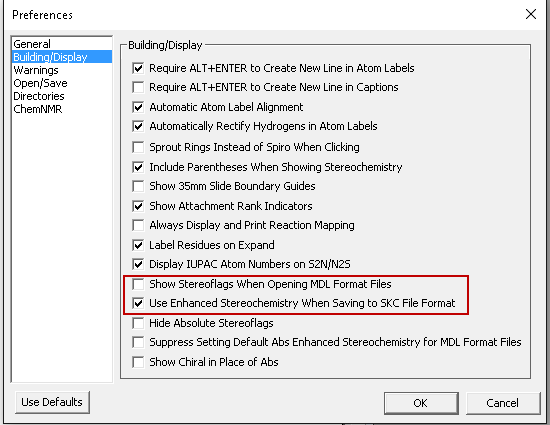 Preferences
General
Building/Display
Warnings
Open/Save
Directories
ChemNMR
Building/Display
Require ALT+ENTER to Create New Line in Atom Labels
Require ALT+ENTER to Create New Line in Captions
Automatic Atom Label Alignment
Automatically Rectify Hydrogens in Atom Labels
Sprout Rings Instead of Spiro When Clicking
Include Parentheses When Showing Stereochemistry
Show 35mm Slide Boundary Guides
Show Attachment Rank Indicators
Always Display and Print Reaction Mapping
Label Residues on Expand
Display IUPAC Atom Numbers on S2N/N2S
Show Stereoflags When Opening MDL Format Files
Use Enhanced Stereochemistry When Saving to SKC File Format
Hide Absolute Stereoflags
Suppress Setting Default Abs Enhanced Stereochemistry for MDL Format Files
Show Chiral in Place of Abs
Use Defaults
OK
Cancel